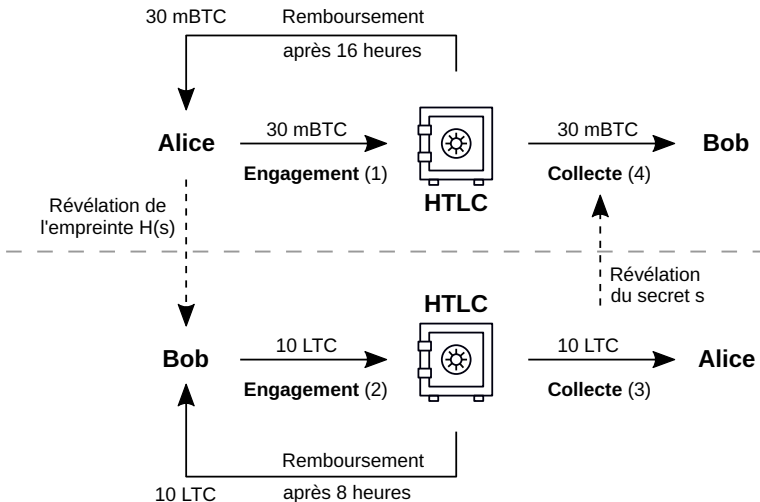 30 mBTC
Remboursement
après 16 heures
Alice
30 mBTC
Engagement (1)
HTLC
30 mBTC
Collecte (4)
Bob
Révélation de
l'empreinte H(s)
Révélation
du secret s
HTLC
Bob
10 LTC
Engagement (2)
10 LTC
Collecte (3)
Alice
Remboursement
après 8 heures
10 LTC